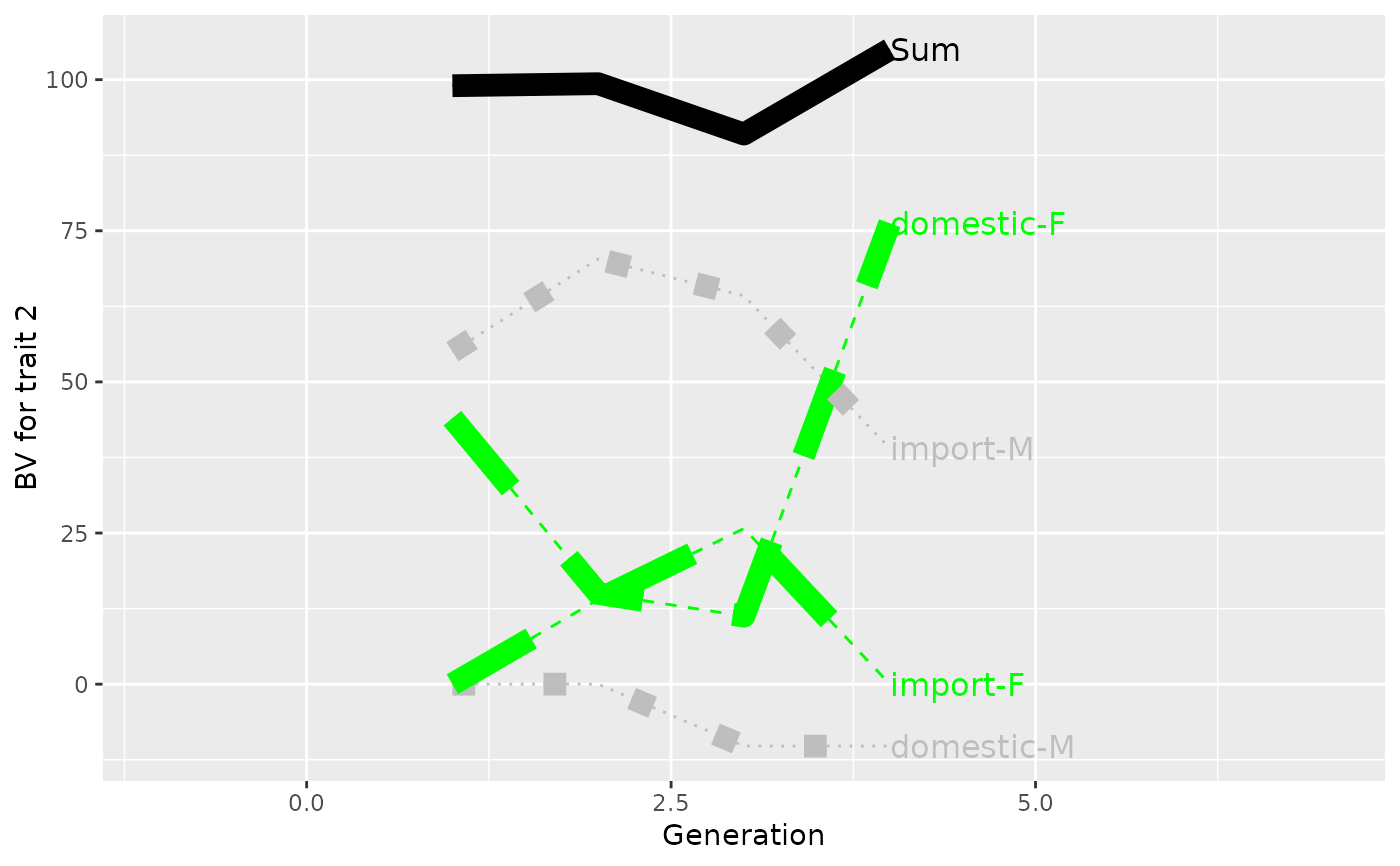 Sum
100
domestic-F
75
BV for trait 2
50
import-M
25
import-F
0
domestic-M
0.0
2.5
5.0
Generation